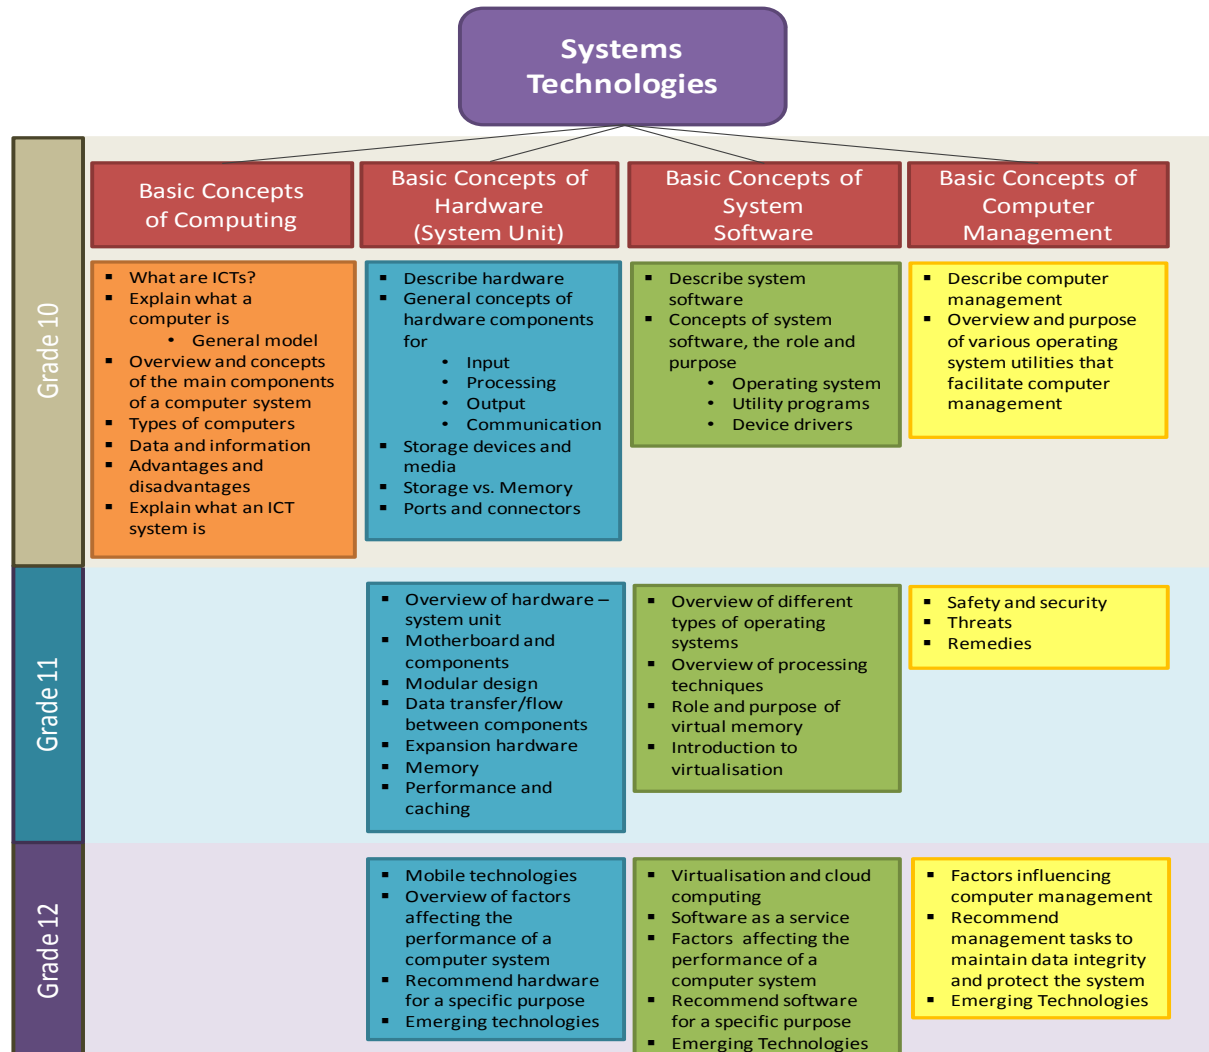 Systems
Technologies
Basic Concepts
of Computing
Basic Concepts of
Hardware
(System Unit)
Basic Concepts of
System
Software
Basic Concepts of
Computer
Management
Grade 10
▪ What are ICTs?
▪ Explain what a
computer is
• General model
▪ Overview and concepts
of the main components
of a computer system
▪ Types of computers
▪ Data and information
▪ Advantages and
disadvantages
▪ Explain what an ICT
system is
▪ Describe hardware
▪ General concepts of
hardware components
for
• Input
• Processing
• Output
• Communication
▪ Storage devices and
media
▪ Storage vs. Memory
▪ Ports and connectors
▪ Describe system
software
▪ Concepts of system
software, the role and
purpose
• Operating system
• Utility programs
• Device drivers
▪ Describe computer
management
▪ Overview and purpose
of various operating
system utilities that
facilitate computer
management
Grade 11
▪ Overview of hardware –
system unit
▪ Motherboard and
components
▪ Modular design
▪ Data transfer/flow
between components
▪ Expansion hardware
▪ Memory
▪ Performance and
caching
▪ Overview of different
types of operating
systems
▪ Overview of processing
techniques
▪ Role and purpose of
virtual memory
▪ Introduction to
virtualisation
▪ Safety and security
▪ Threats
▪ Remedies
Grade 12
▪ Mobile technologies
▪ Overview of factors
affecting the
performance of a
computer system
▪ Recommend hardware
for a specific purpose
▪ Emerging technologies
▪ Virtualisation and cloud
computing
▪ Software as a service
▪ Factors affecting the
performance of a
computer system
▪ Recommend software
for a specific purpose
▪ Emerging Technologies
▪ Factors influencing
computer management
▪ Recommend
management tasks to
maintain data integrity
and protect the system
▪ Emerging Technologies